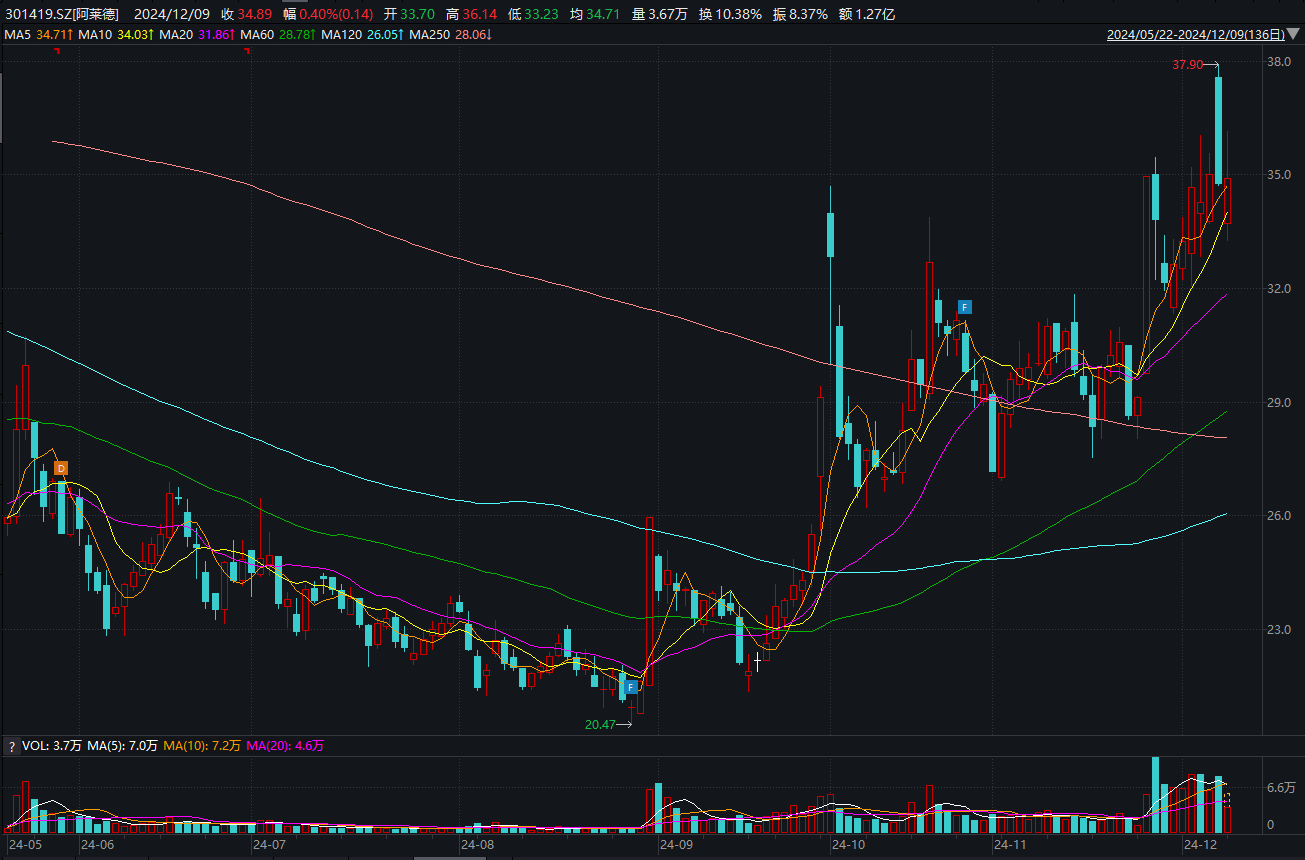 301419.SZ[阿莱德] 2024/12/09 收 34.89 幅 0.40%(0.14) 开 33.70 高 36.14 低 33.23 均 34.71 量 3.67万 换 10.38% 振 8.37% 额 1.27亿
MA5 34.71↑ MA10 34.03↑ MA20 31.86↑ MA60 28.78↑ MA120 26.05↑ MA250 28.06↓ 2024/05/22-2024/12/09(136日)
37.90 38.0
35.0
32.0
F
29.0
D
26.0
23.0
F
20.47
? VOL: 3.7万 MA(5): 7.0万 MA(10): 7.2万 MA(20): 4.6万
6.6万
0
24-05 24-06 24-07 24-08 24-09 24-10 24-11 24-12